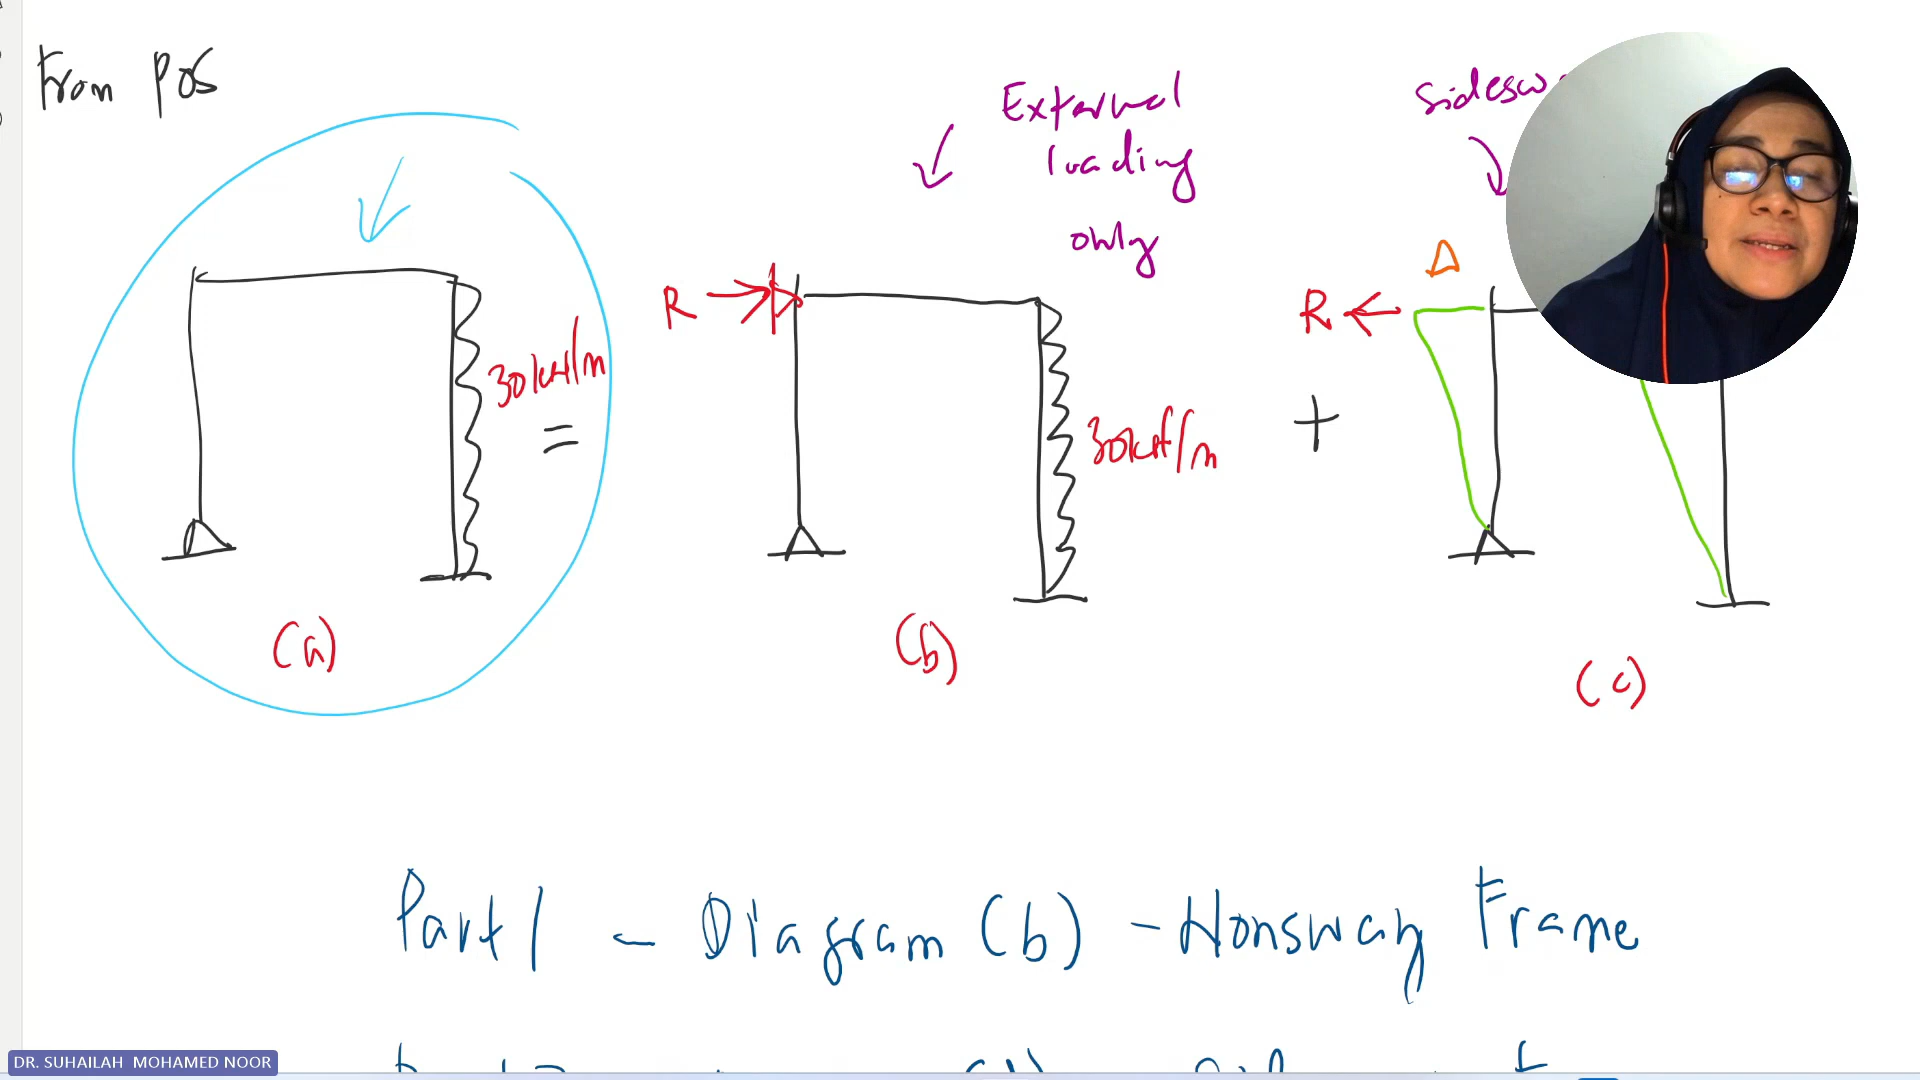 From POS
External
loading
only
Sidesw
Δ
R
R
30kN/m
=
30kN/m
+
(a)
(b)
(c)
Part 1 - Diagram (b) - Nonsway Frame
DR. SUHAILAH MOHAMED NOOR